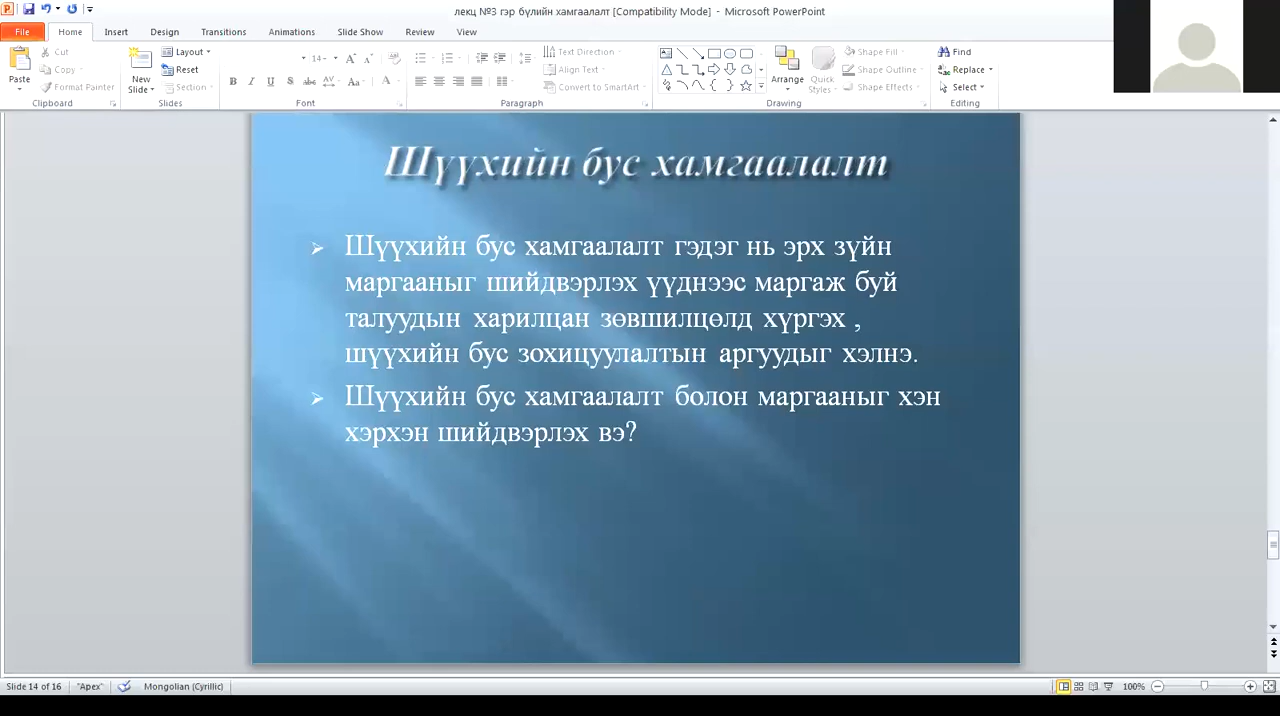 лекц №3 гэр бүлийн хамгаалалт [Compatibility Mode] - Microsoft PowerPoint
File Home Insert Design Transitions Animations Slide Show Review View
Cut Layout 14 Text Direction Shape Fill Find
Paste Copy New Slide Reset B I U S abc AV Aa A Align Text Arrange Quick Styles Shape Outline Replace
Format Painter Section Convert to SmartArt Shape Effects Select
Clipboard Slides Font Paragraph Drawing Editing
Шүүхийн бус хамгаалалт
Шүүхийн бус хамгаалалт гэдэг нь эрх зүйн
маргааныг шийдвэрлэх үүднээс маргаж буй
талуудын харилцан зөвшилцөлд хүргэх ,
шүүхийн бус зохицуулалтын аргуудыг хэлнэ.
Шүүхийн бус хамгаалалт болон маргааныг хэн
хэрхэн шийдвэрлэх вэ?
Slide 14 of 16 "Apex" Mongolian (Cyrillic) 100%